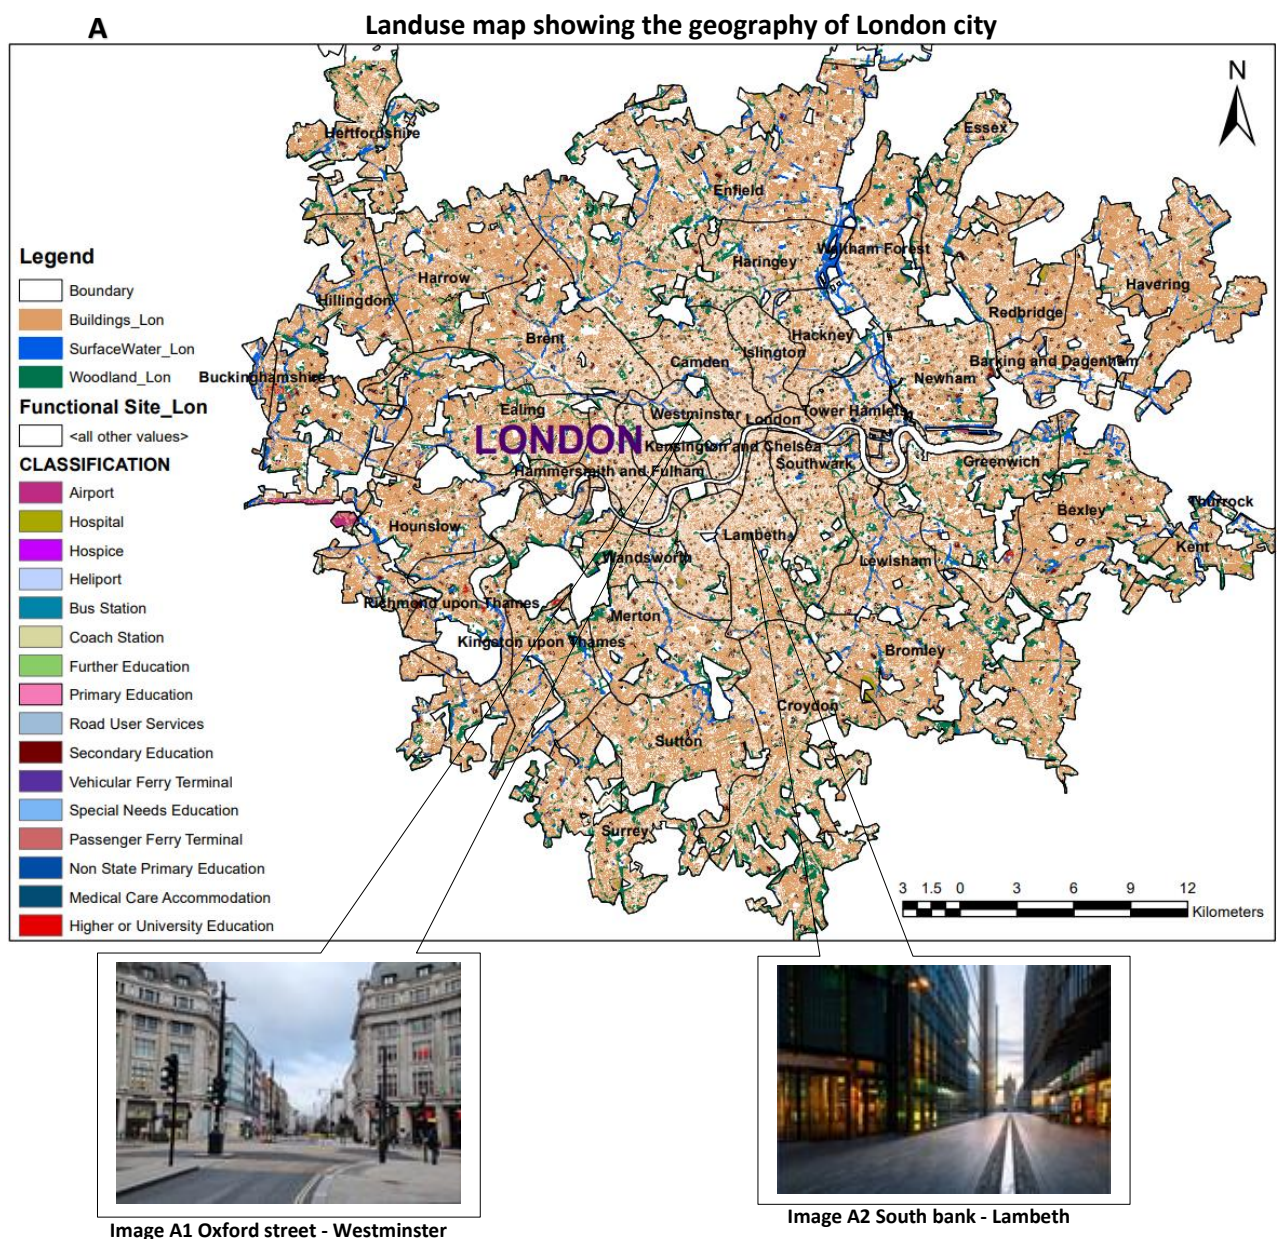 A
Landuse map showing the geography of London city
N
Hertfordshire
Essex
Enfield
Waltham Forest
Haringey
Harrow
Havering
Hillingdon
Redbridge
Hackney
Brent
Islington
Camden
Barking and Dagenham
Buckinghamshire
Newham
Ealing
Westminster
London
Tower Hamlets
LONDON
Kensington and Chelsea
Hammersmith and Fulham
Southwark
Greenwich
Hounslow
Lambeth
Bexley
Thurrock
Kent
Wandsworth
Lewisham
Richmond upon Thames
Merton
Kingston upon Thames
Bromley
Croydon
Sutton
Surrey
Legend
Boundary
Buildings_Lon
SurfaceWater_Lon
Woodland_Lon
Functional Site_Lon
<all other values>
CLASSIFICATION
Airport
Hospital
Hospice
Heliport
Bus Station
Coach Station
Further Education
Primary Education
Road User Services
Secondary Education
Vehicular Ferry Terminal
Special Needs Education
Passenger Ferry Terminal
Non State Primary Education
Medical Care Accommodation
Higher or University Education
3 1.5 0 3 6 9 12
Kilometers
Image A1 Oxford street - Westminster
Image A2 South bank - Lambeth